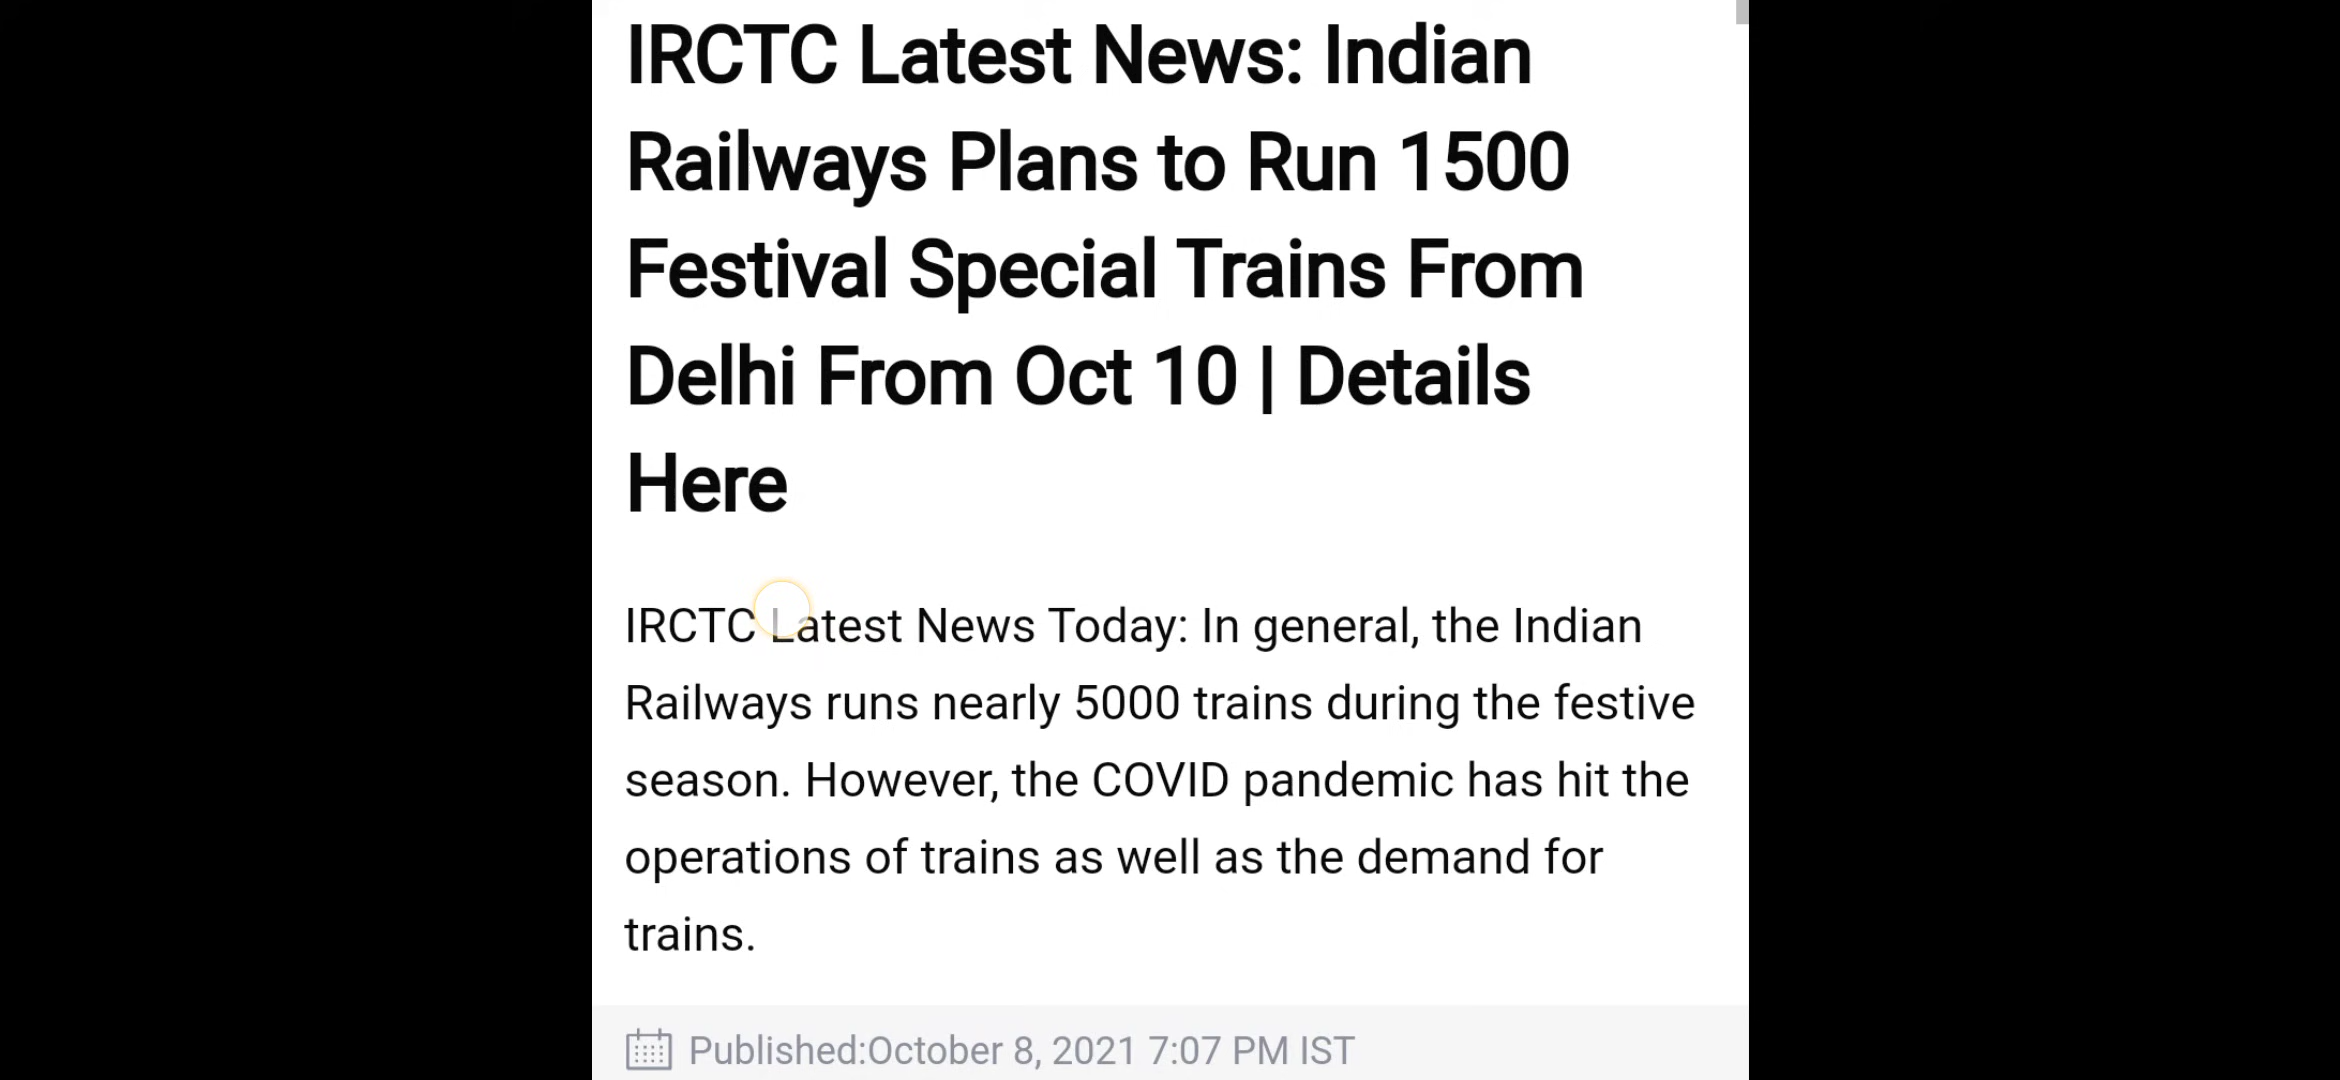 IRCTC Latest News: Indian
Railways Plans to Run 1500
Festival Special Trains From
Delhi From Oct 10 | Details
Here
IRCTC Latest News Today: In general, the Indian
Railways runs nearly 5000 trains during the festive
season. However, the COVID pandemic has hit the
operations of trains as well as the demand for
trains.
Published:October 8, 2021 7:07 PM IST